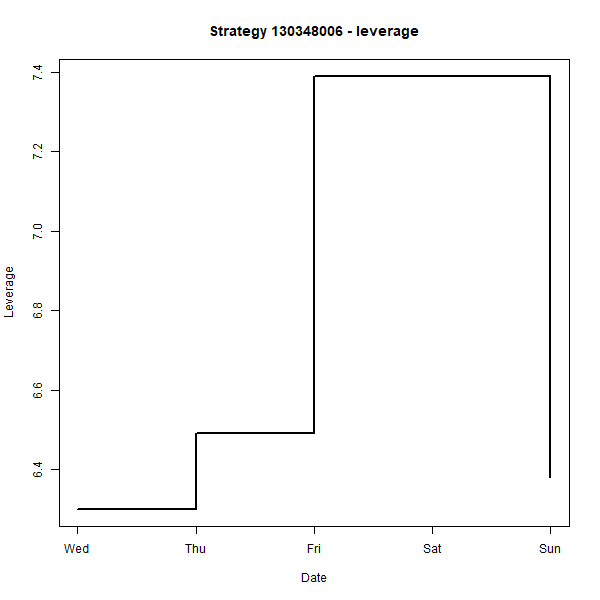 Strategy 130348006 - leverage
7.4
7.2
7.0
6.8
6.6
6.4
Leverage
Wed Thu Fri Sat Sun
Date